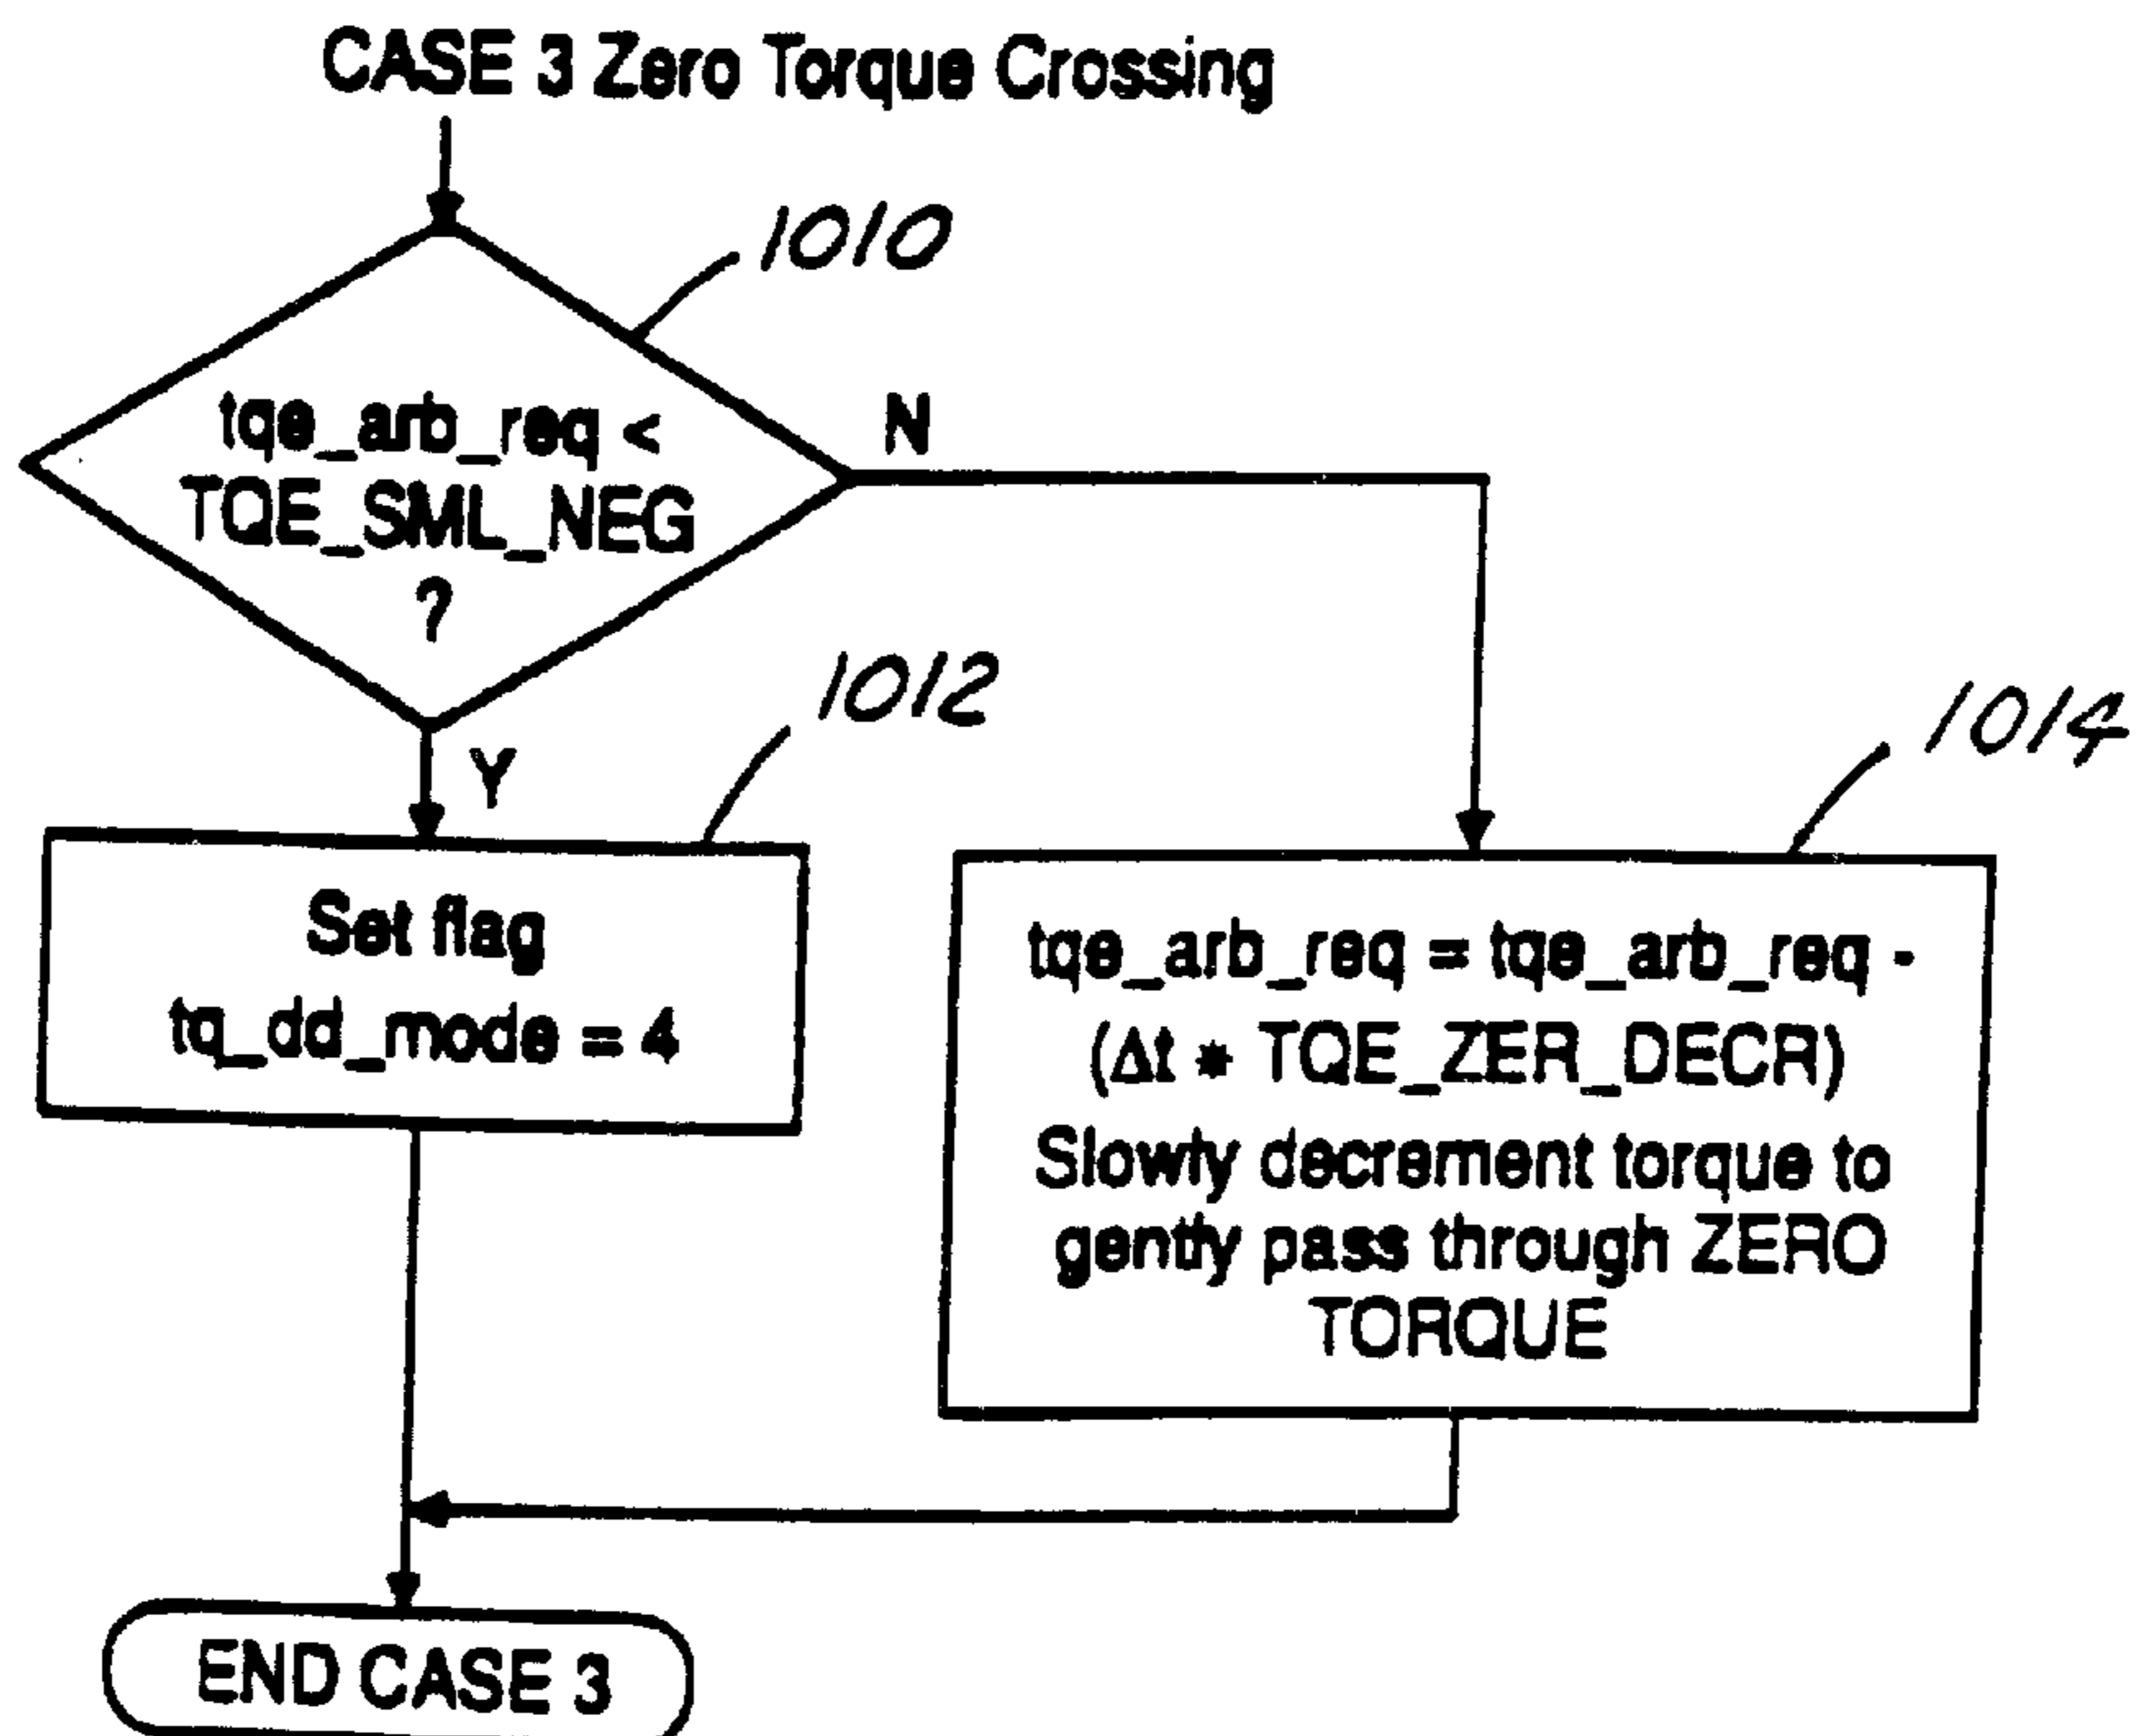 CASE 3 Zero Torque Crossing
1010
tqe_arb_req <
TQE_SML_NEG
?
N
Y
1012
Set flag
tq_dd_mode = 4
1014
tqe_arb_req = tqe_arb_req -
(Δt * TQE_ZER_DECR)
Slowly decrement torque to
gently pass through ZERO
TORQUE
END CASE 3